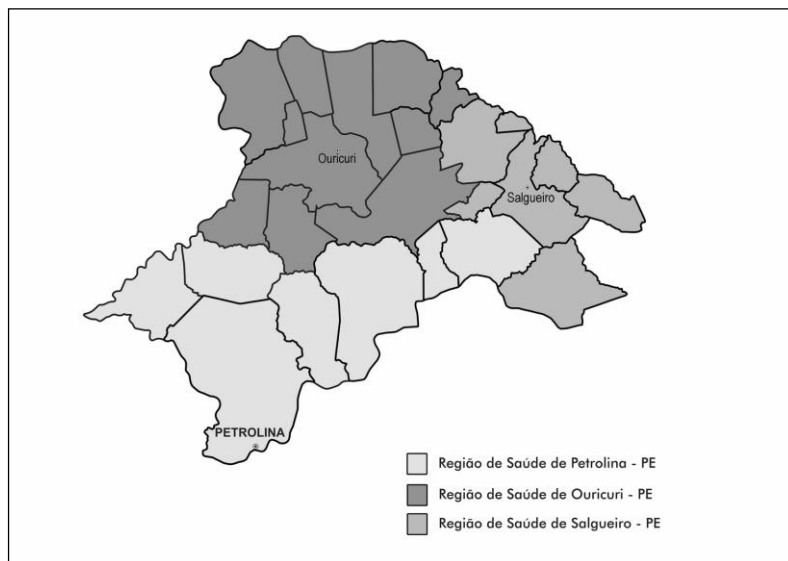 Ouricuri
Salgueiro
PETROLINA
Região de Saúde de Petrolina - PE
Região de Saúde de Ouricuri - PE
Região de Saúde de Salgueiro - PE